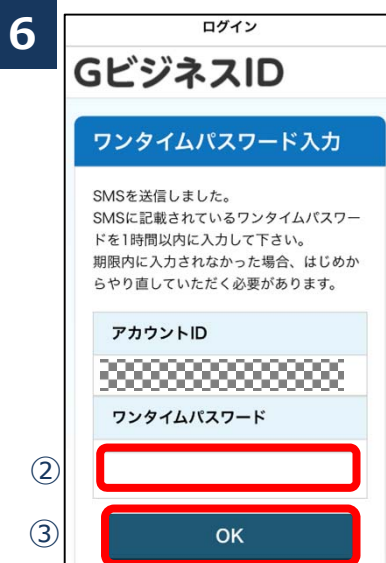 6
ログイン
GビジネスID
ワンタイムパスワード入力
SMSを送信しました。
SMSに記載されているワンタイムパスワー
ドを1時間以内に入力して下さい。
期限内に入力されなかった場合、はじめか
らやり直していただく必要があります。
アカウントID
ワンタイムパスワード
②
③
OK